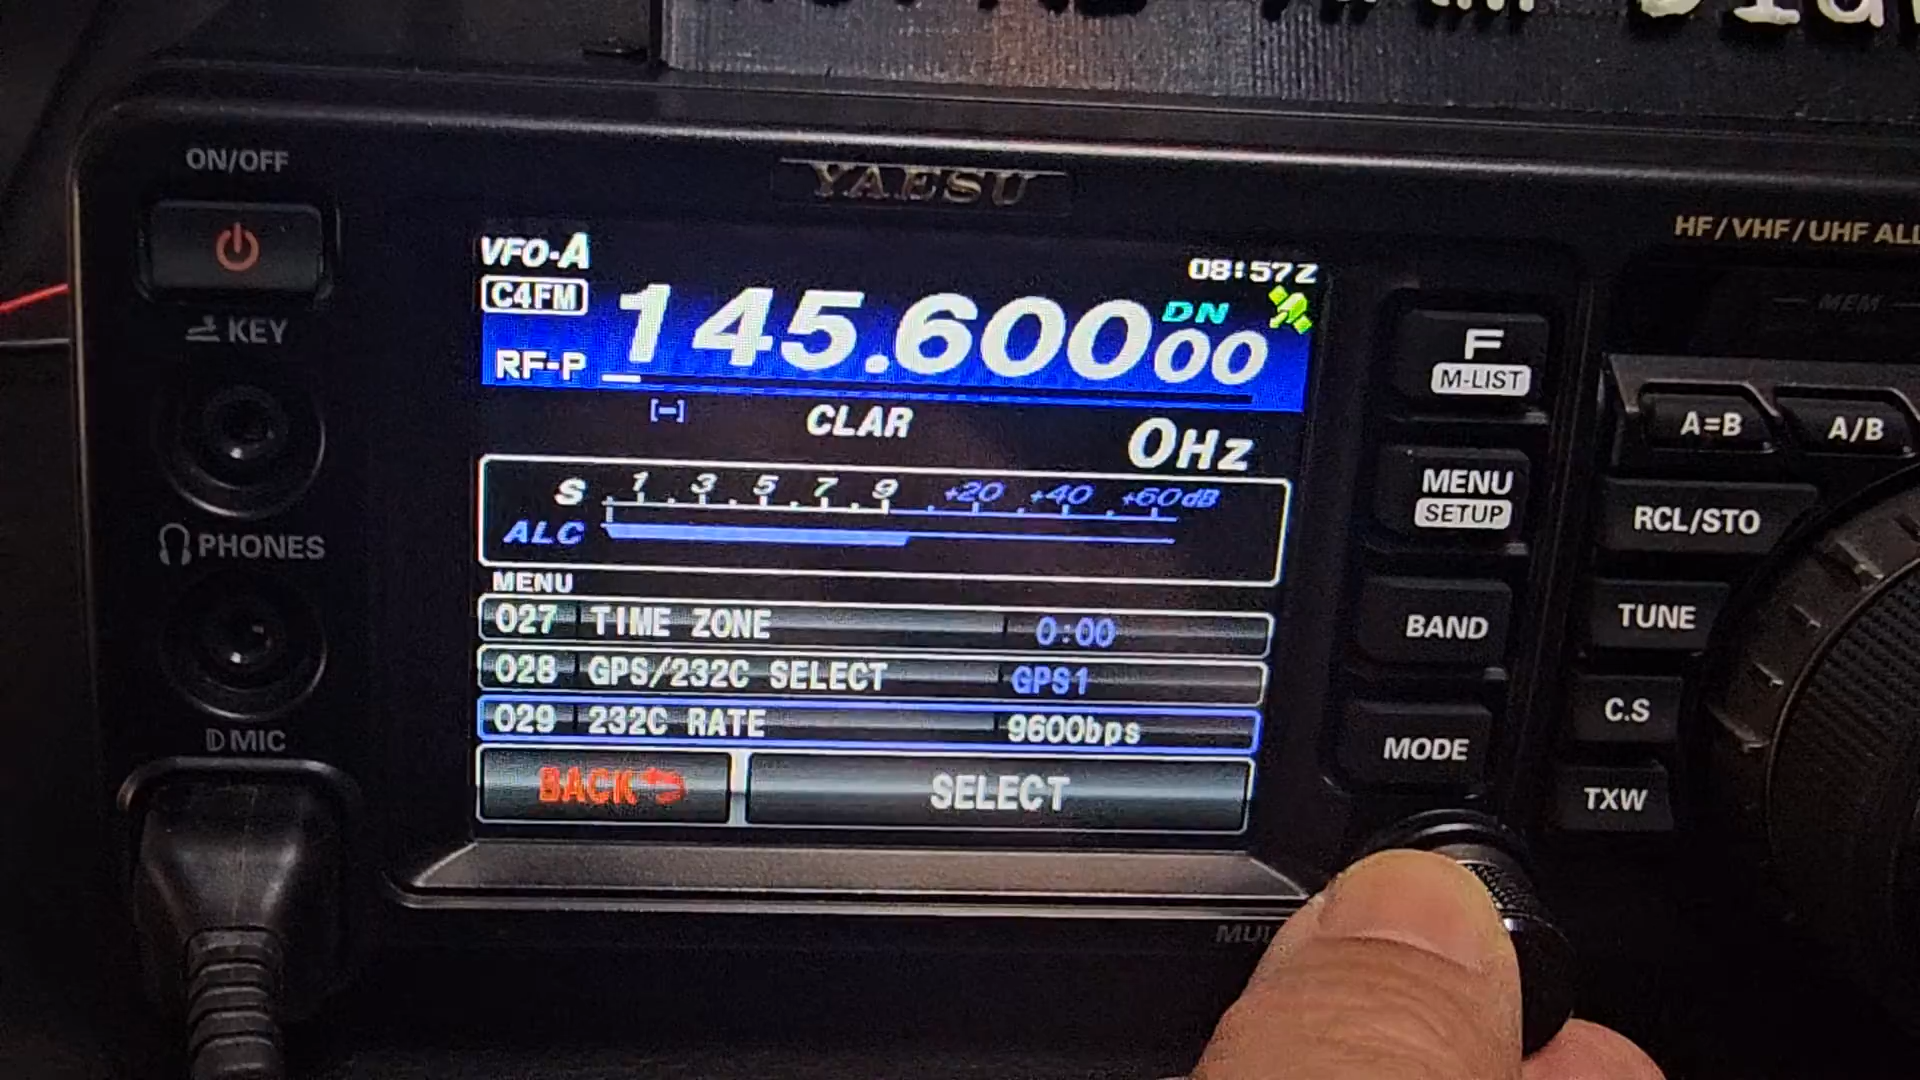 ON/OFF
YAESU
HF/VHF/UHF ALL
VFO-A
08:57Z
C4FM
145.60000
DN
RF-P
KEY
[-]
CLAR
0Hz
F
M-LIST
MEM
A=B
A/B
S 1 3 5 7 9 +20 +40 +60dB
ALC
MENU
SETUP
RCL/STO
PHONES
MENU
027 TIME ZONE 0:00
028 GPS/232C SELECT GPS1
029 232C RATE 9600bps
BAND
TUNE
C.S
MIC
BACK
SELECT
MODE
TXW